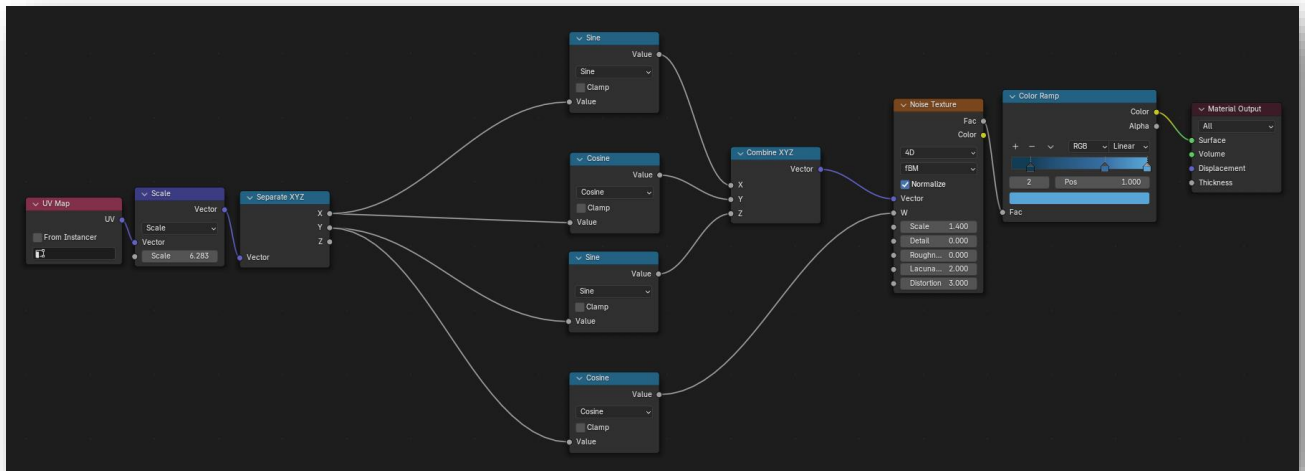 UV Map
UV
From Instancer
Scale
Vector
Scale
Vector
Scale 6.283
Separate XYZ
X
Y
Z
Vector
Sine
Value
Sine
Clamp
Value
Cosine
Value
Cosine
Clamp
Value
Sine
Value
Sine
Clamp
Value
Cosine
Value
Cosine
Clamp
Value
Combine XYZ
Vector
X
Y
Z
Noise Texture
Fac
Color
4D
fBM
Normalize
Vector
W
Scale 1.400
Detail 0.000
Roughn... 0.000
Lacuna... 2.000
Distortion 3.000
Color Ramp
Color
Alpha
RGB Linear
2 Pos 1.000
Fac
Material Output
All
Surface
Volume
Displacement
Thickness